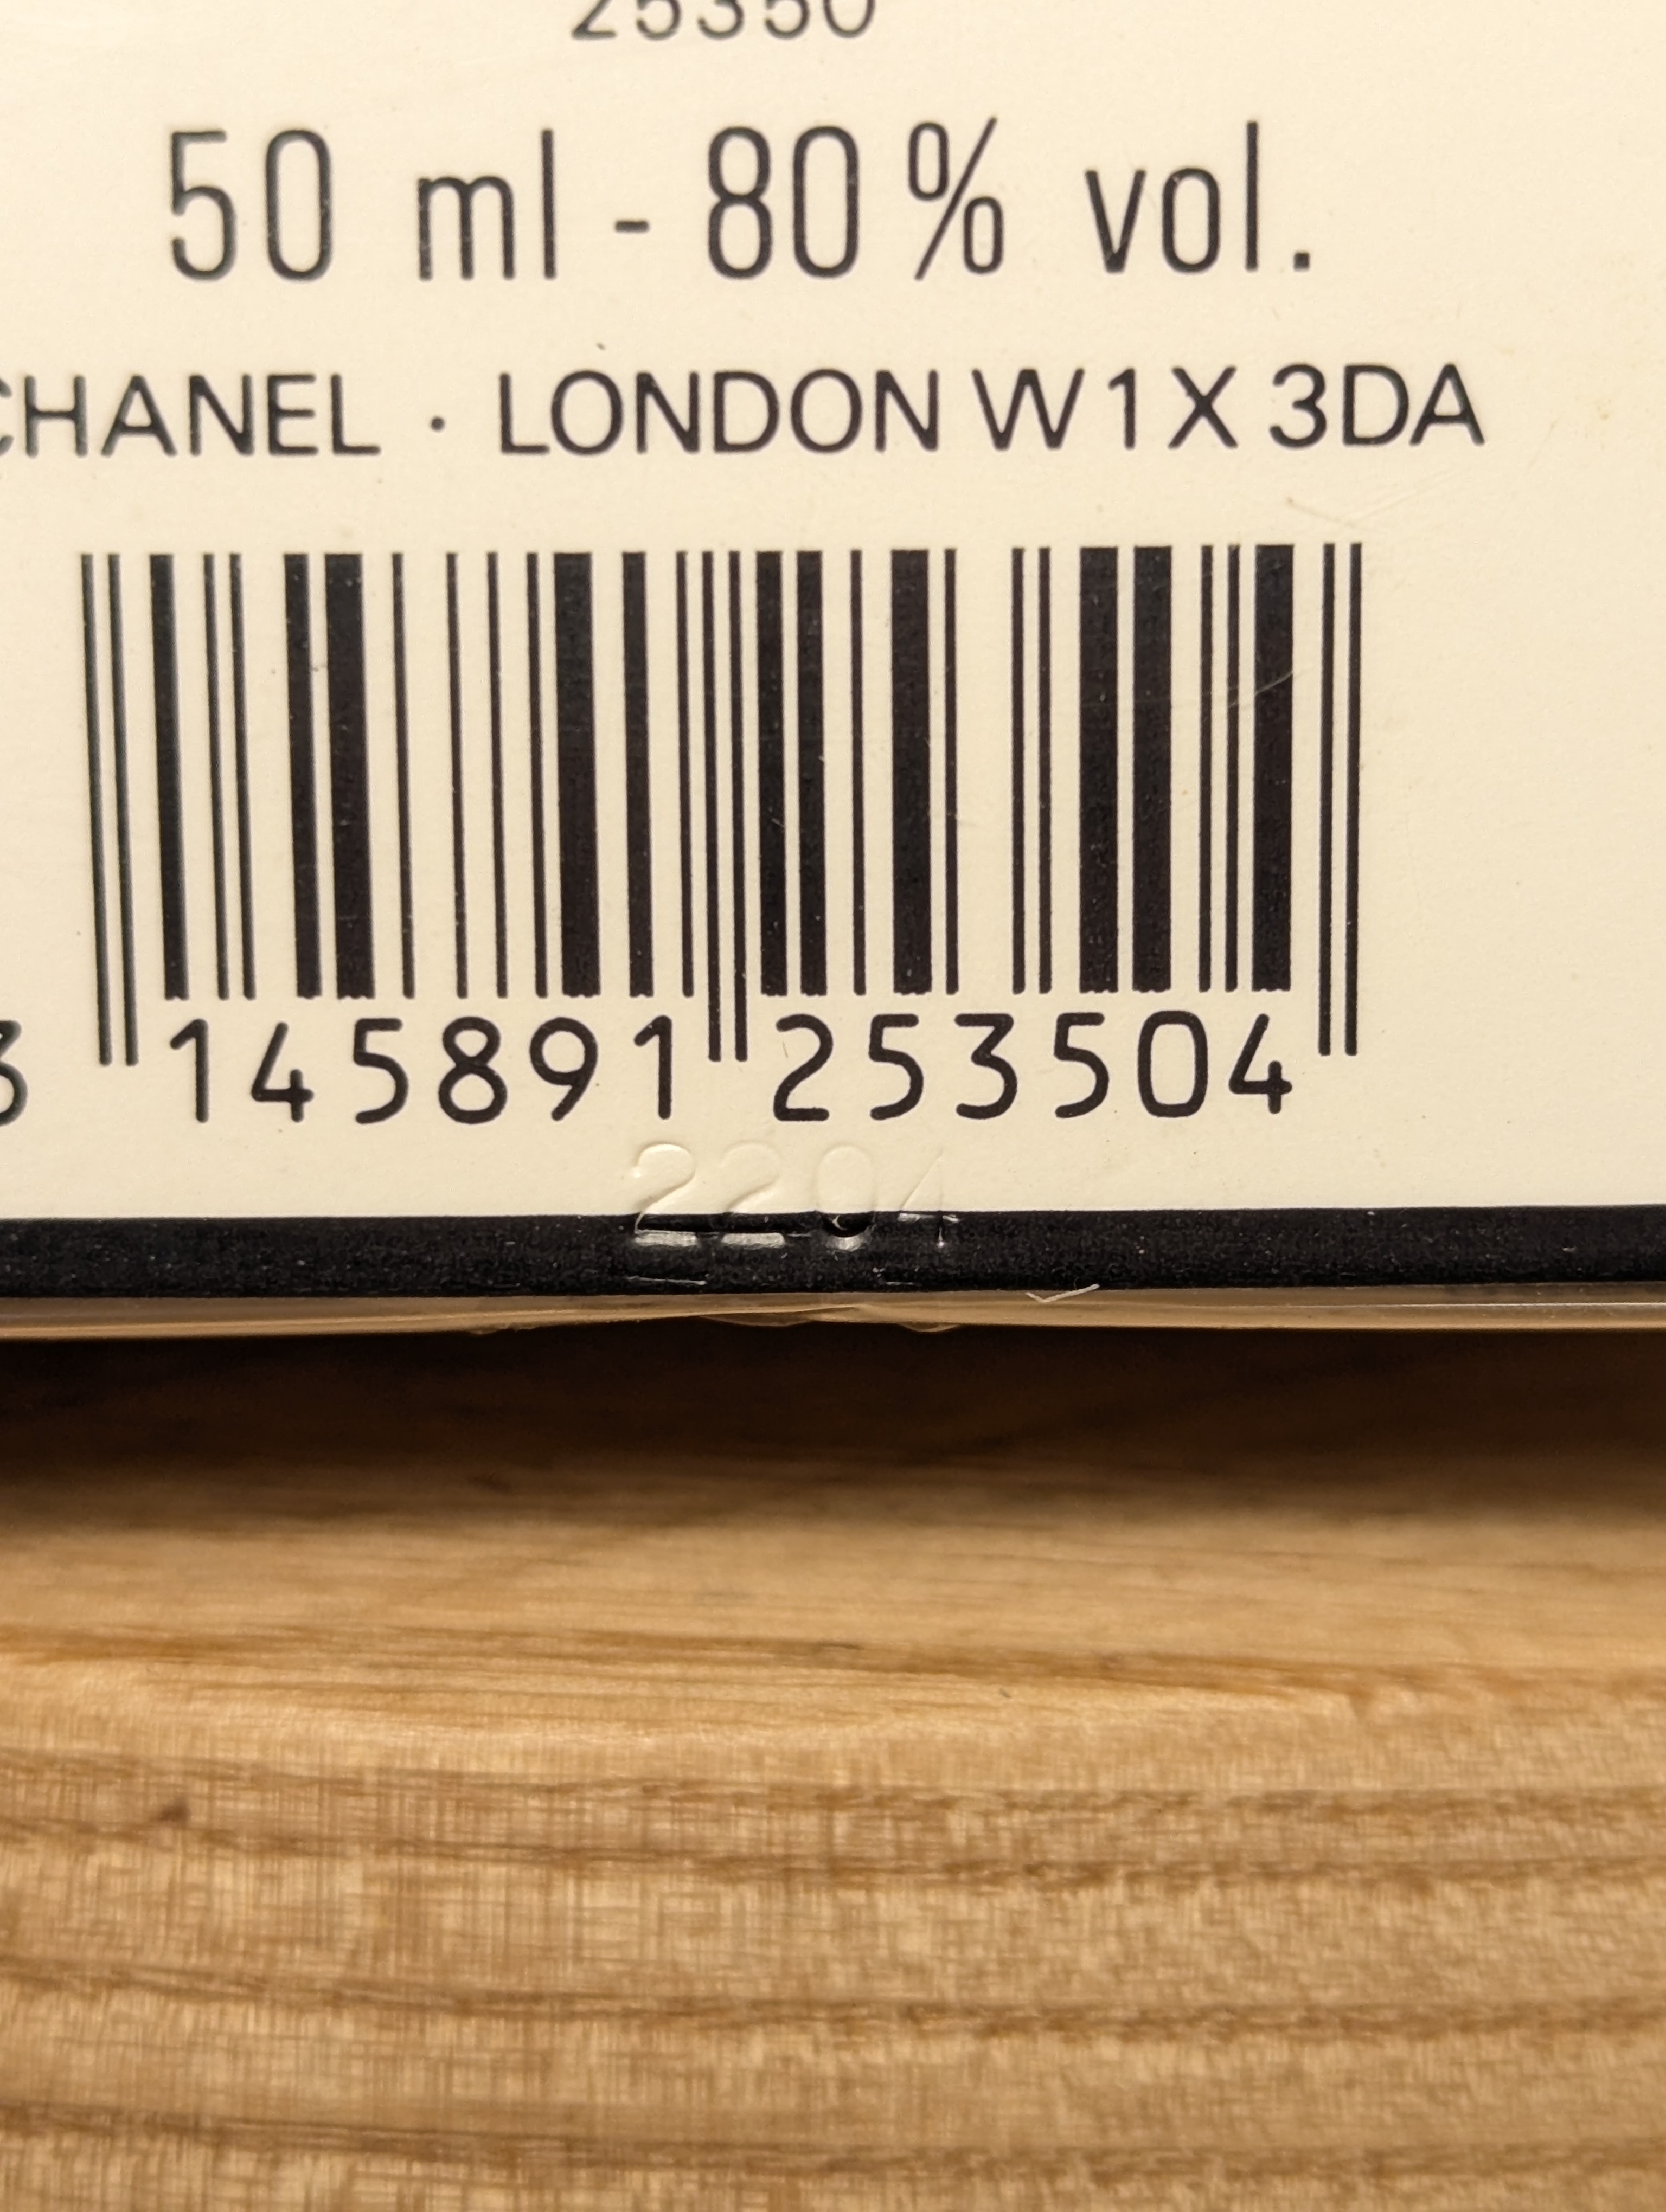 25350
50 ml - 80% vol.
CHANEL · LONDON W1X 3DA
3 145891 253504
2204